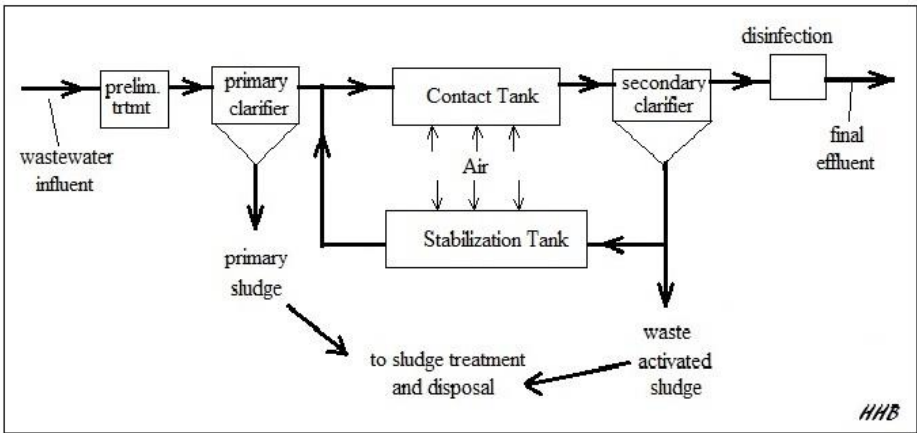 disinfection
prelim.
trtmt
primary
clarifier
Contact Tank
secondary
clarifier
wastewater
influent
final
effluent
Air
Stabilization Tank
primary
sludge
waste
activated
sludge
to sludge treatment
and disposal
HHB